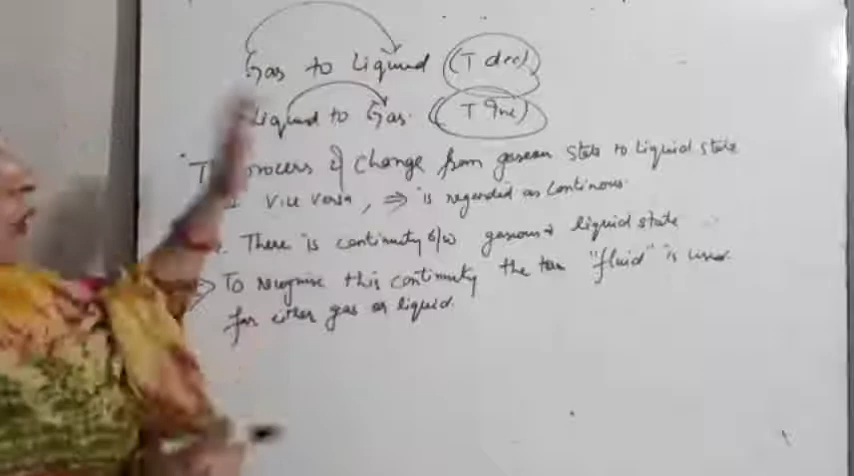 Gas to Liquid (T dec)
Liquid to Gas. (T Inc)
process of change from gaseous state to liquid state
Vice versa, ⇒ is regarded as continous.
There is continuity b/w gaseous & liquid state
⇒ To recognise this continuity the term "fluid" is used
for either gas or liquid.